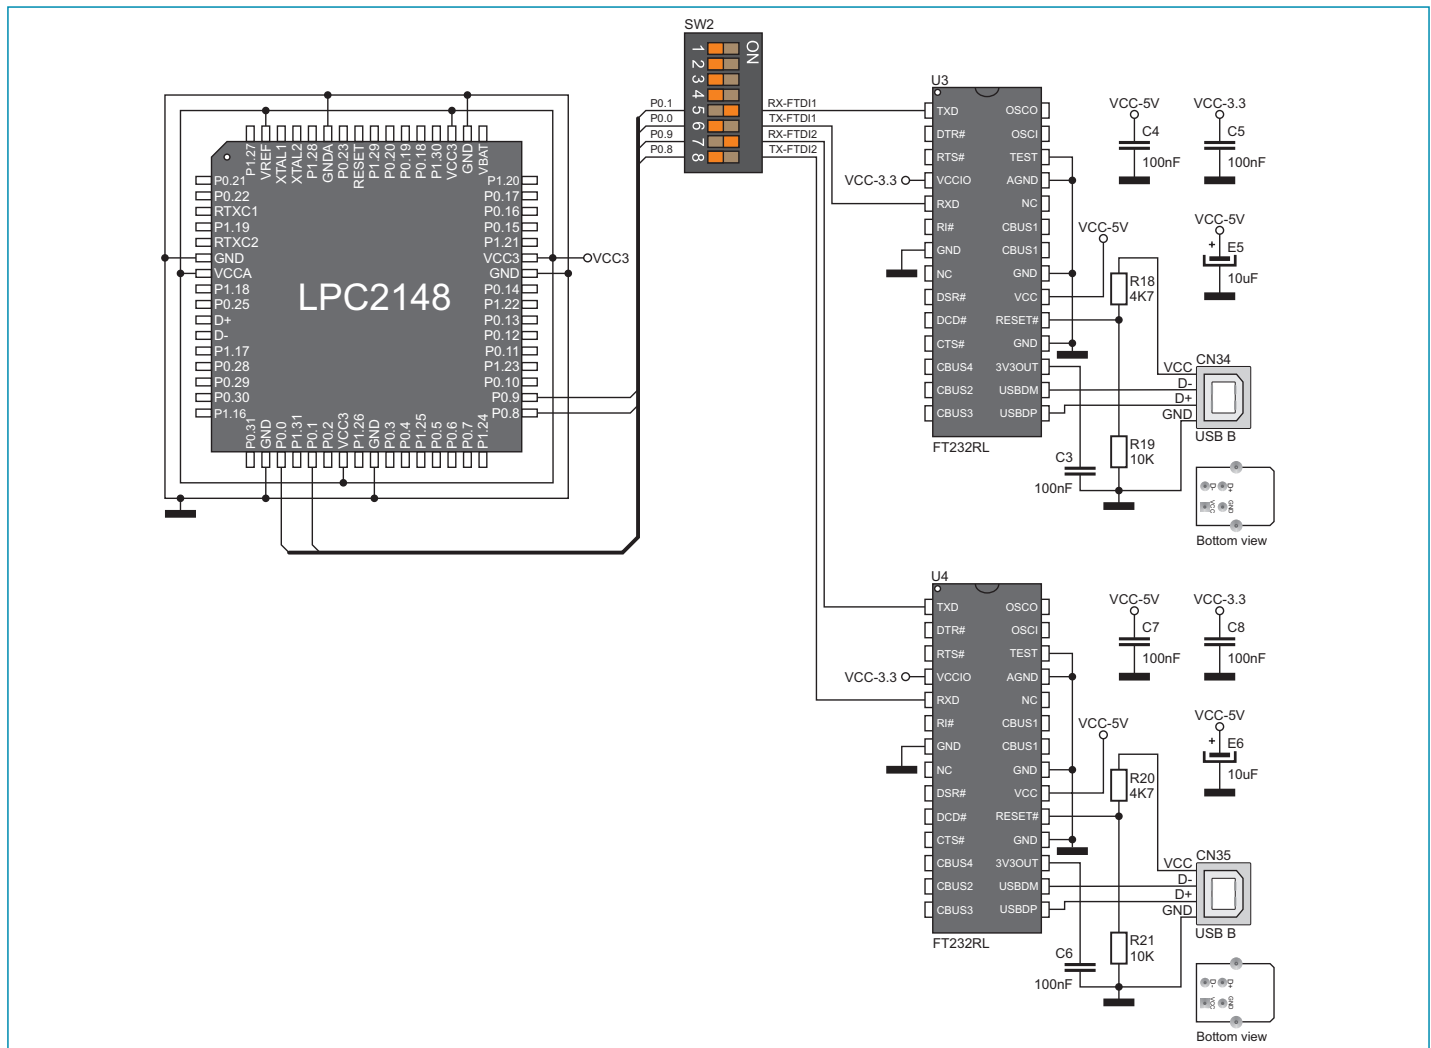 SW2
ON
1
2
3
4
5
6
7
8
P0.1
P0.0
P0.9
P0.8
RX-FTDI1
TX-FTDI1
RX-FTDI2
TX-FTDI2
P1.27
VREF
XTAL1
XTAL2
P1.28
GNDA
P0.23
RESET
P1.29
P0.20
P0.19
P0.18
P1.30
VCC3
GND
VBAT
P0.21
P0.22
RTXC1
P1.19
RTXC2
GND
VCCA
P1.18
P0.25
D+
D-
P1.17
P0.28
P0.29
P0.30
P1.16
LPC2148
P1.20
P0.17
P0.16
P0.15
P1.21
VCC3
GND
P0.14
P1.22
P0.13
P0.12
P0.11
P1.23
P0.10
P0.9
P0.8
VCC3
P0.31
GND
P0.0
P1.31
P0.1
P0.2
VCC3
P1.26
GND
P0.3
P0.4
P1.25
P0.5
P0.6
P0.7
P1.24
U3
TXD
DTR#
RTS#
VCCIO
RXD
RI#
GND
NC
DSR#
DCD#
CTS#
CBUS4
CBUS2
CBUS3
OSCO
OSCI
TEST
AGND
NC
CBUS1
CBUS1
GND
VCC
RESET#
GND
3V3OUT
USBDM
USBDP
FT232RL
VCC-3.3
VCC-5V
VCC-5V
C4
100nF
VCC-3.3
C5
100nF
VCC-5V
+
E5
10uF
R18
4K7
R19
10K
C3
100nF
CN34
VCC
D-
D+
GND
USB B
D-
D+
VCC
GND
Bottom view
U4
TXD
DTR#
RTS#
VCCIO
RXD
RI#
GND
NC
DSR#
DCD#
CTS#
CBUS4
CBUS2
CBUS3
OSCO
OSCI
TEST
AGND
NC
CBUS1
CBUS1
GND
VCC
RESET#
GND
3V3OUT
USBDM
USBDP
FT232RL
VCC-3.3
VCC-5V
VCC-5V
C7
100nF
VCC-3.3
C8
100nF
VCC-5V
+
E6
10uF
R20
4K7
R21
10K
C6
100nF
CN35
VCC
D-
D+
GND
USB B
D-
D+
VCC
GND
Bottom view